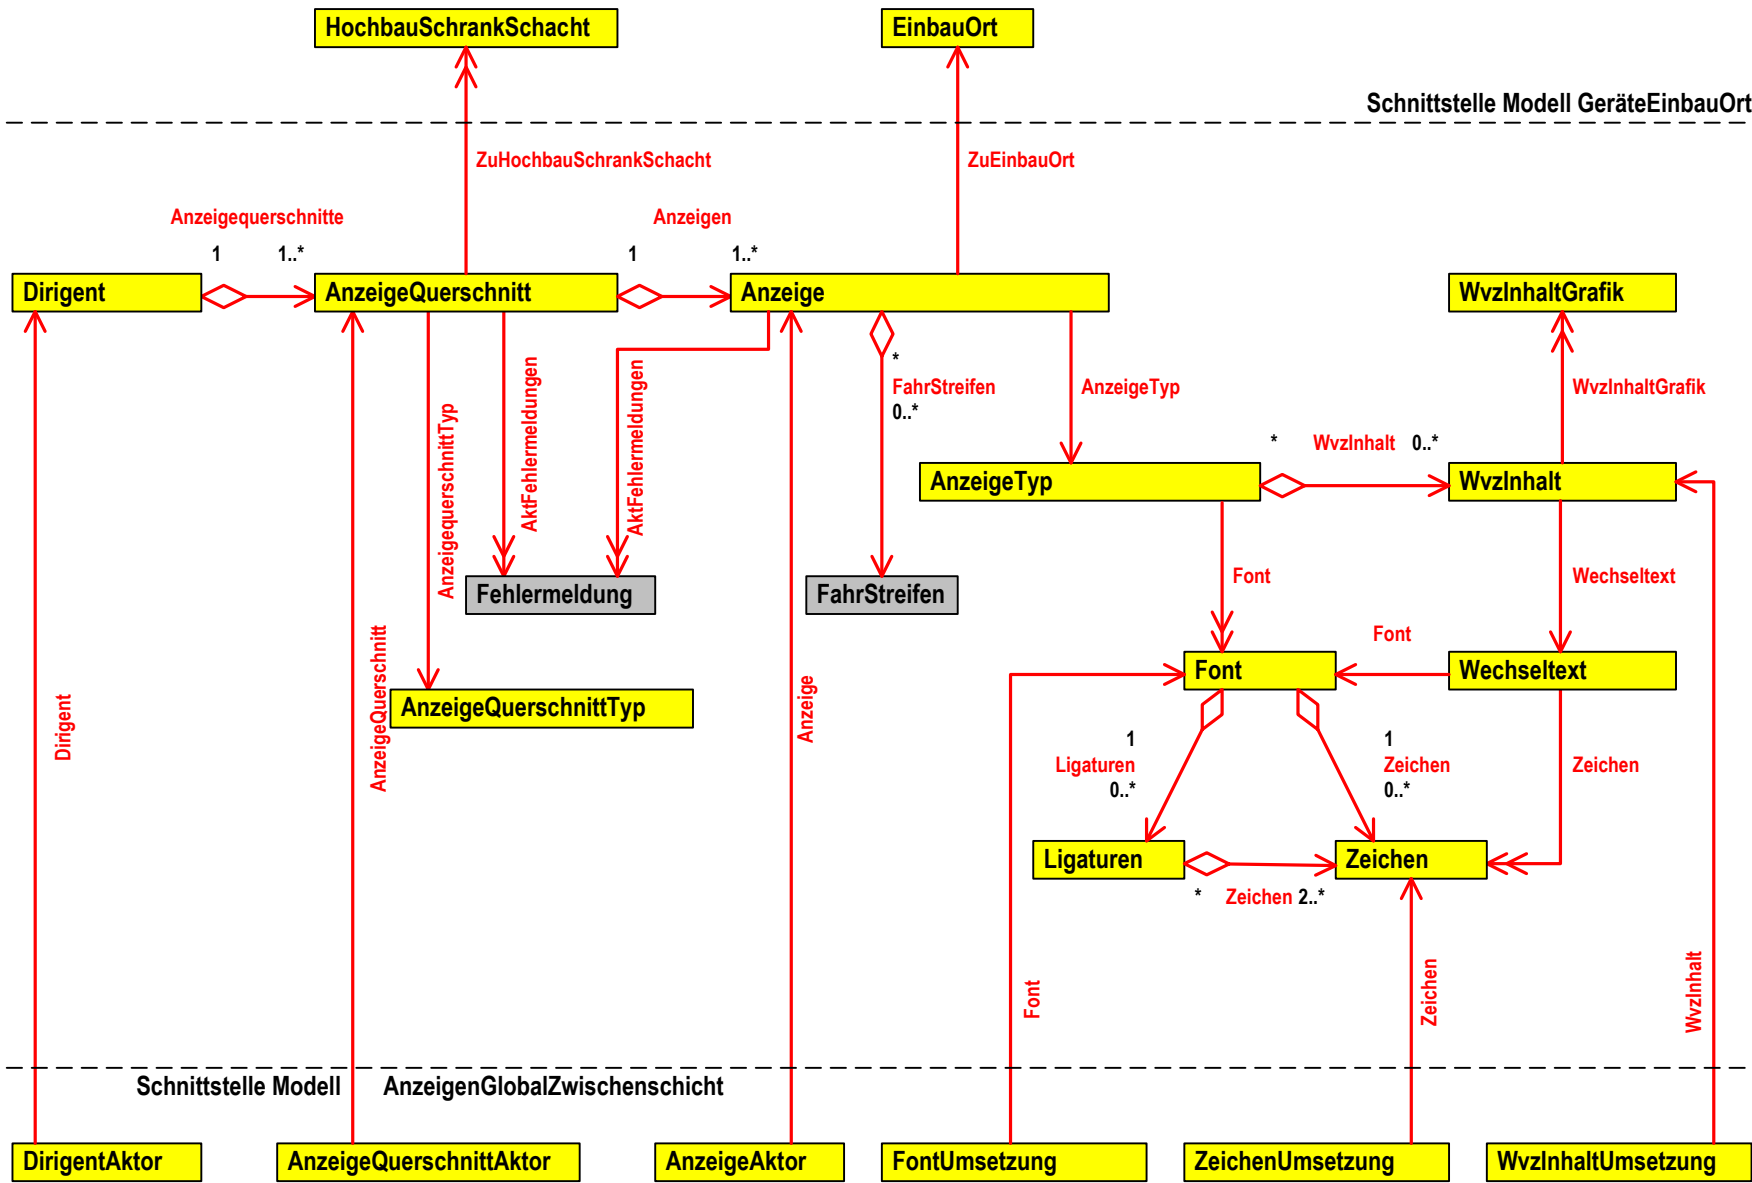 HochbauSchrankSchacht
EinbauOrt
Schnittstelle Modell GeräteEinbauOrt
ZuHochbauSchrankSchacht
ZuEinbauOrt
Anzeigequerschnitte
Anzeigen
1
1..*
1
1..*
Dirigent
AnzeigeQuerschnitt
Anzeige
WvzInhaltGrafik
*
FahrStreifen
0..*
AnzeigeTyp
WvzInhaltGrafik
AnzeigequerschnittTyp
AktFehlermeldungen
AktFehlermeldungen
*
WvzInhalt
0..*
AnzeigeTyp
WvzInhalt
Fehlermeldung
FahrStreifen
Font
Wechseltext
Font
Font
Wechseltext
AnzeigeQuerschnittTyp
Dirigent
AnzeigeQuerschnitt
Anzeige
1
Ligaturen
0..*
1
Zeichen
0..*
Zeichen
Ligaturen
Zeichen
*
Zeichen
2..*
Font
Zeichen
WvzInhalt
Schnittstelle Modell AnzeigenGlobalZwischenschicht
DirigentAktor
AnzeigeQuerschnittAktor
AnzeigeAktor
FontUmsetzung
ZeichenUmsetzung
WvzInhaltUmsetzung